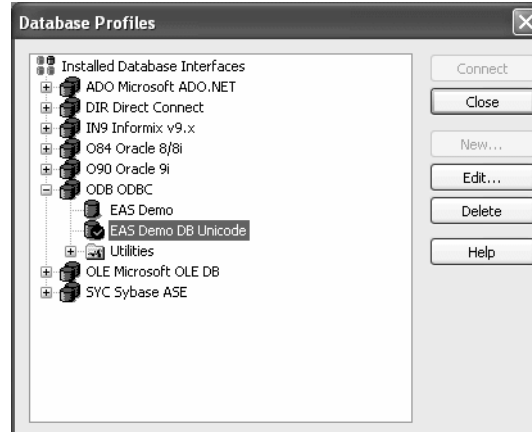 Database Profiles
Installed Database Interfaces
ADO Microsoft ADO.NET
DIR Direct Connect
IN9 Informix v9.x
O84 Oracle 8/8i
O90 Oracle 9i
ODB ODBC
EAS Demo
EAS Demo DB Unicode
Utilities
OLE Microsoft OLE DB
SYC Sybase ASE
Connect
Close
New...
Edit...
Delete
Help